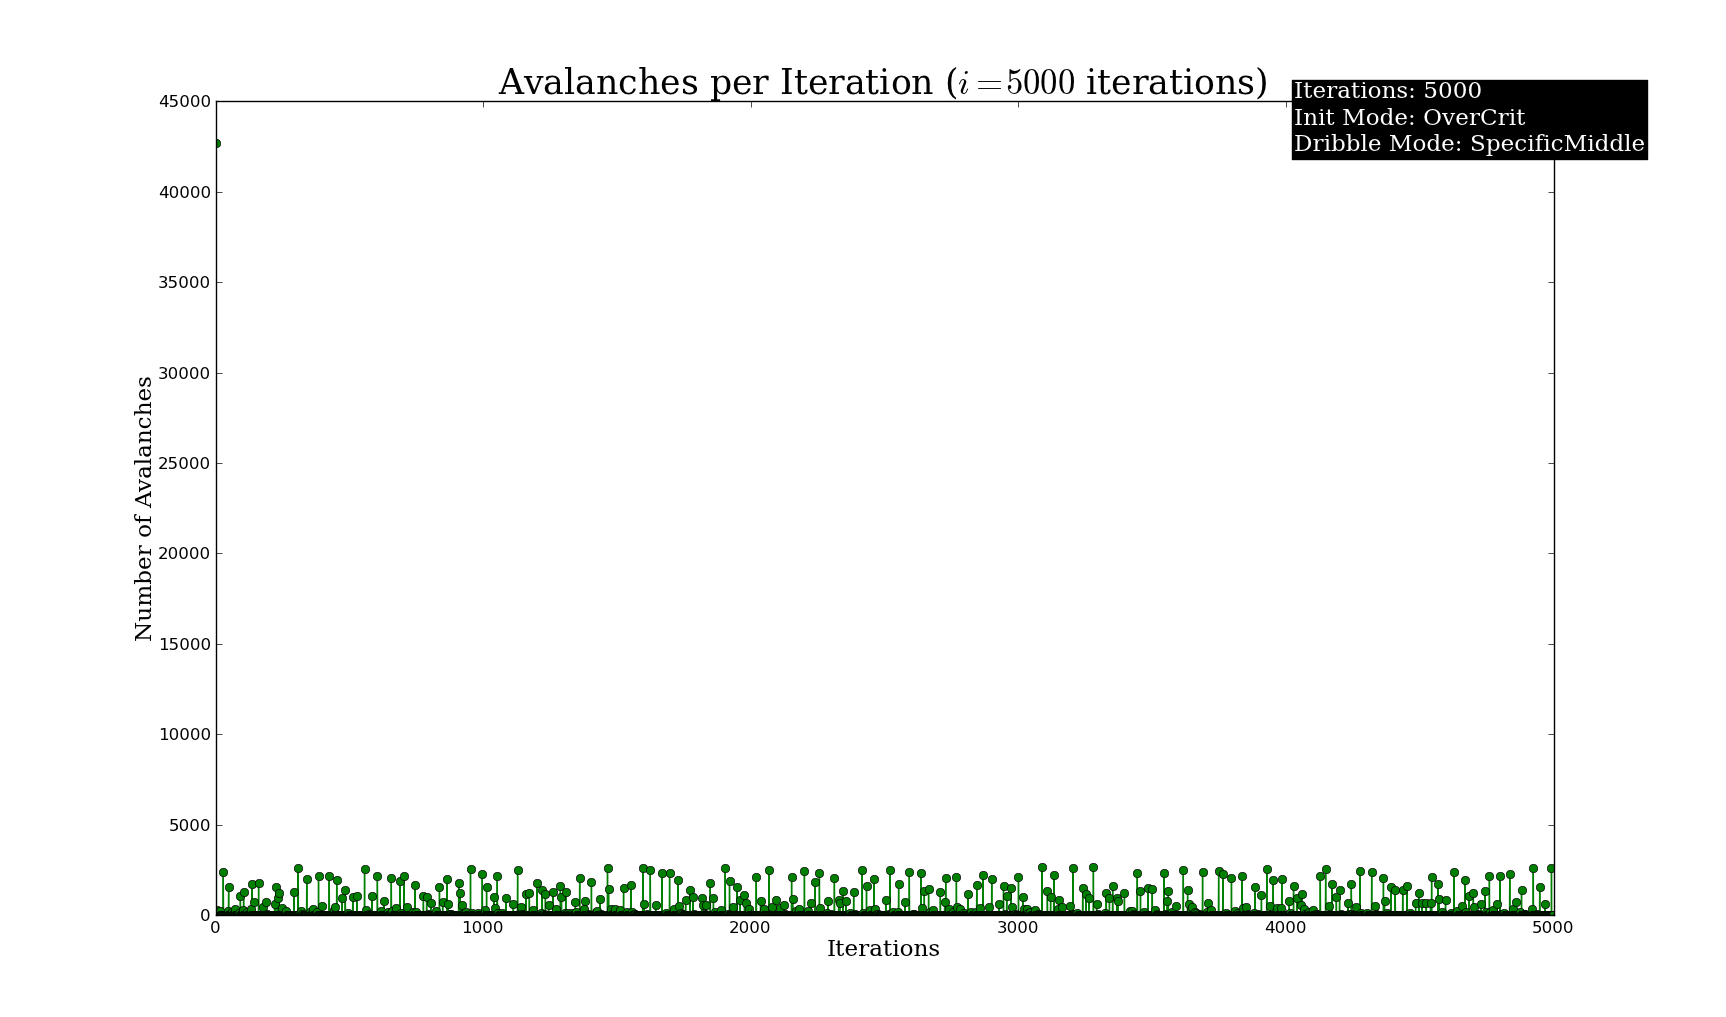 Avalanches per Iteration (i = 5000 iterations)
Iterations: 5000
Init Mode: OverCrit
Dribble Mode: SpecificMiddle
45000
40000
35000
30000
25000
20000
15000
10000
5000
0
Number of Avalanches
0 1000 2000 3000 4000 5000
Iterations